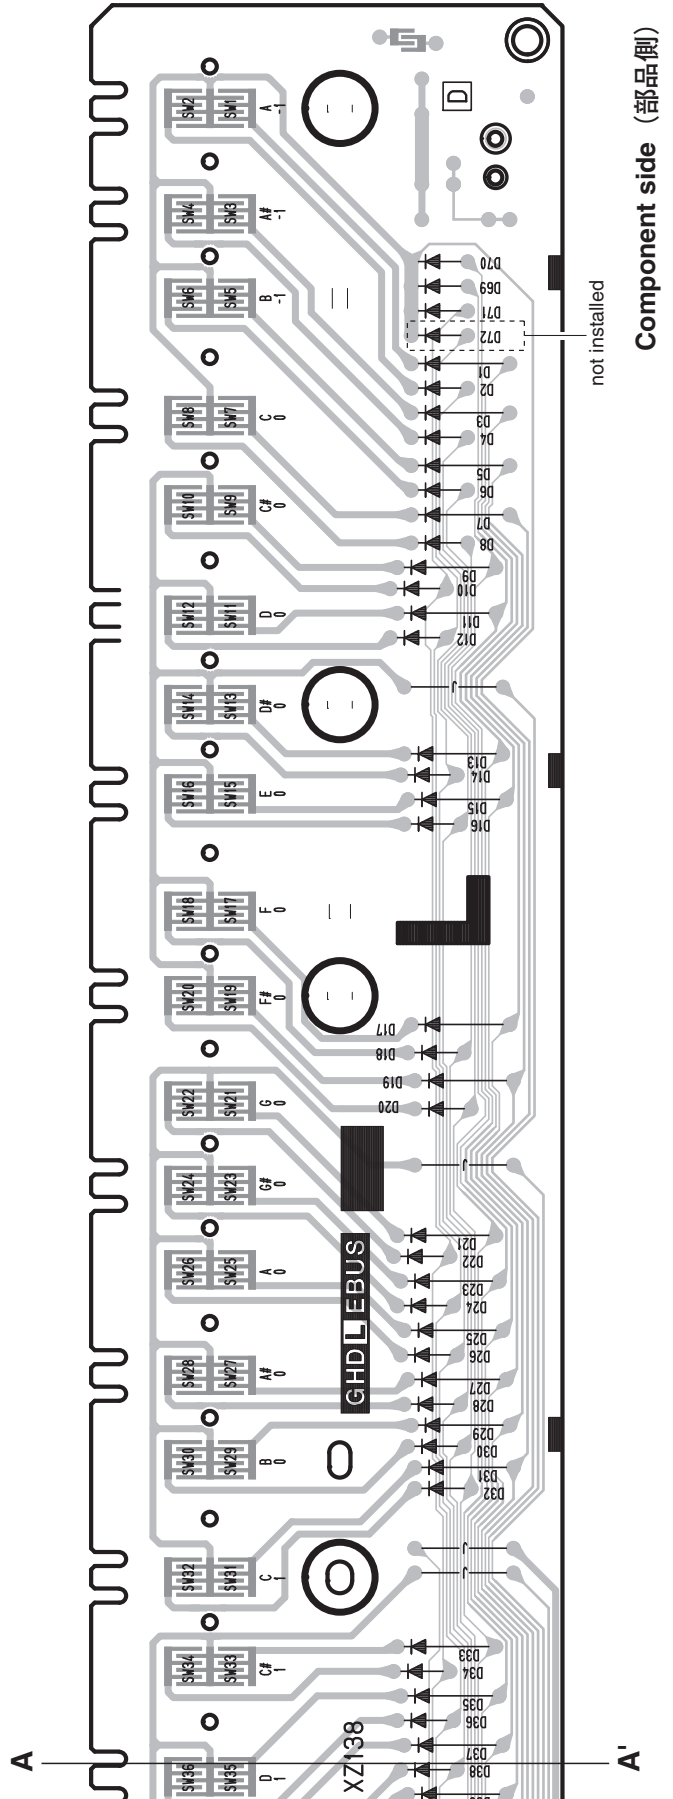 Component side（部品側）
not installed
D
SW2 SW1 A -1
SW4 SW3 A# -1
SW6 SW5 B -1
SW8 SW7 C 0
SW10 SW9 C# 0
SW12 SW11 D 0
SW14 SW13 D# 0
SW16 SW15 E 0
SW18 SW17 F 0
SW20 SW19 F# 0
SW22 SW21 G 0
SW24 SW23 G# 0
SW26 SW25 A 0
SW28 SW27 A# 0
SW30 SW29 B 0
SW32 SW31 C 1
SW34 SW33 C# 1
SW36 SW35 D 1
D70
D69
D71
D72
D1
D2
D3
D4
D5
D6
D7
D8
D9
D10
D11
D12
J
D13
D14
D15
D16
D17
D18
D19
D20
J
D21
D22
D23
D24
D25
D26
D27
D28
D29
D30
D31
D32
J
J
D33
D34
D35
D36
D37
D38
GHDL EBUS
XZ138
A A'